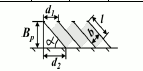 d₁
l
Bₚ
α
b
d₂